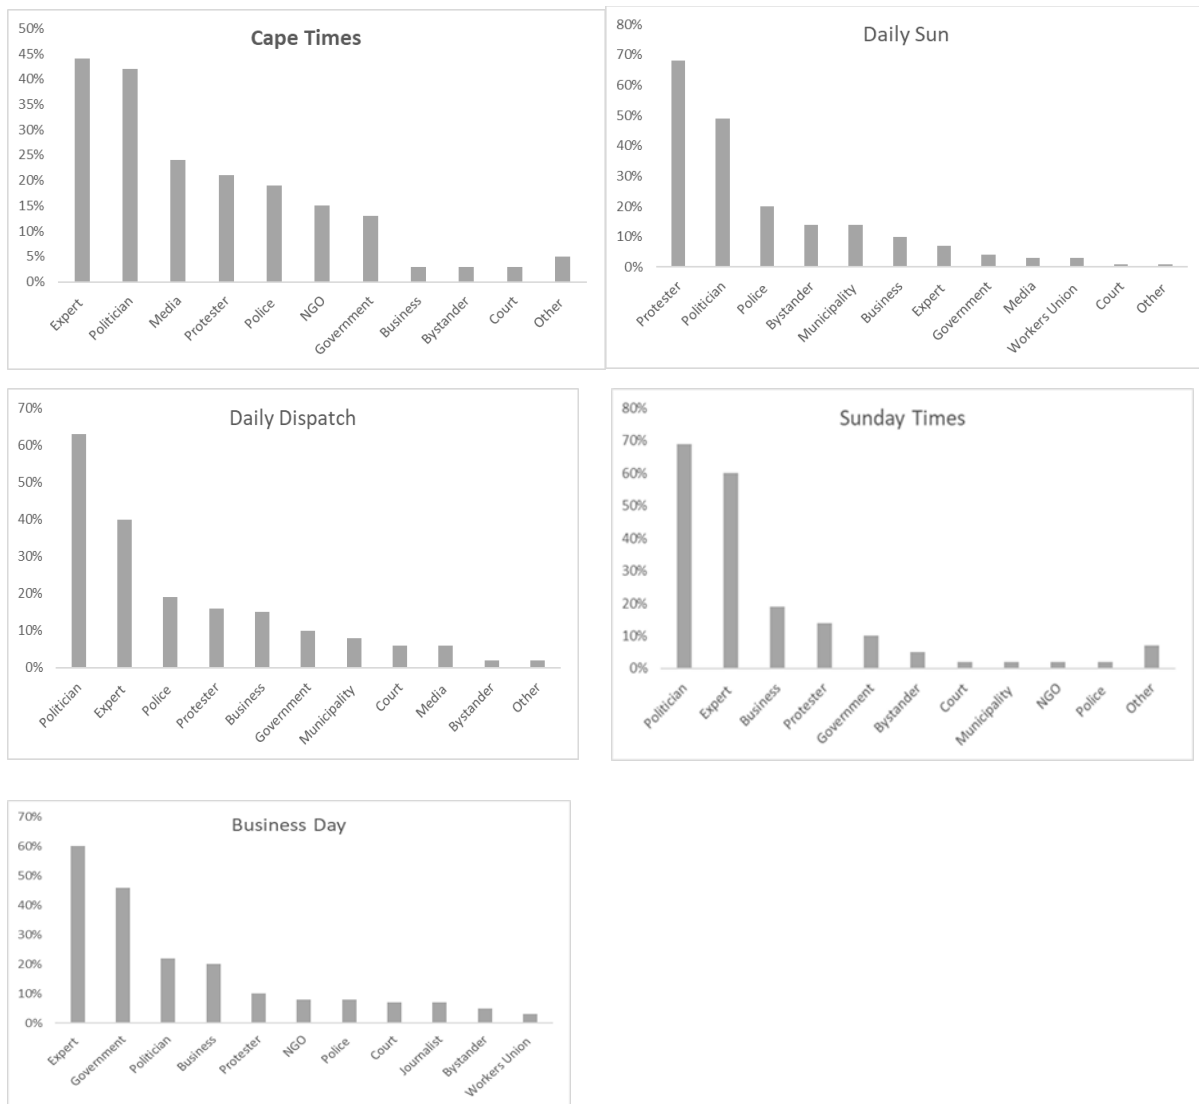 Cape Times
50%
45%
40%
35%
30%
25%
20%
15%
10%
5%
0%
Expert
Politician
Media
Protester
Police
NGO
Government
Business
Bystander
Court
Other
Daily Sun
80%
70%
60%
50%
40%
30%
20%
10%
0%
Protester
Politician
Police
Bystander
Municipality
Business
Expert
Government
Media
Workers Union
Court
Other
Daily Dispatch
70%
60%
50%
40%
30%
20%
10%
0%
Politician
Expert
Police
Protester
Business
Government
Municipality
Court
Media
Bystander
Other
Sunday Times
80%
70%
60%
50%
40%
30%
20%
10%
0%
Politician
Expert
Business
Protester
Government
Bystander
Court
Municipality
NGO
Police
Other
Business Day
70%
60%
50%
40%
30%
20%
10%
0%
Expert
Government
Politician
Business
Protester
NGO
Police
Court
Journalist
Bystander
Workers Union